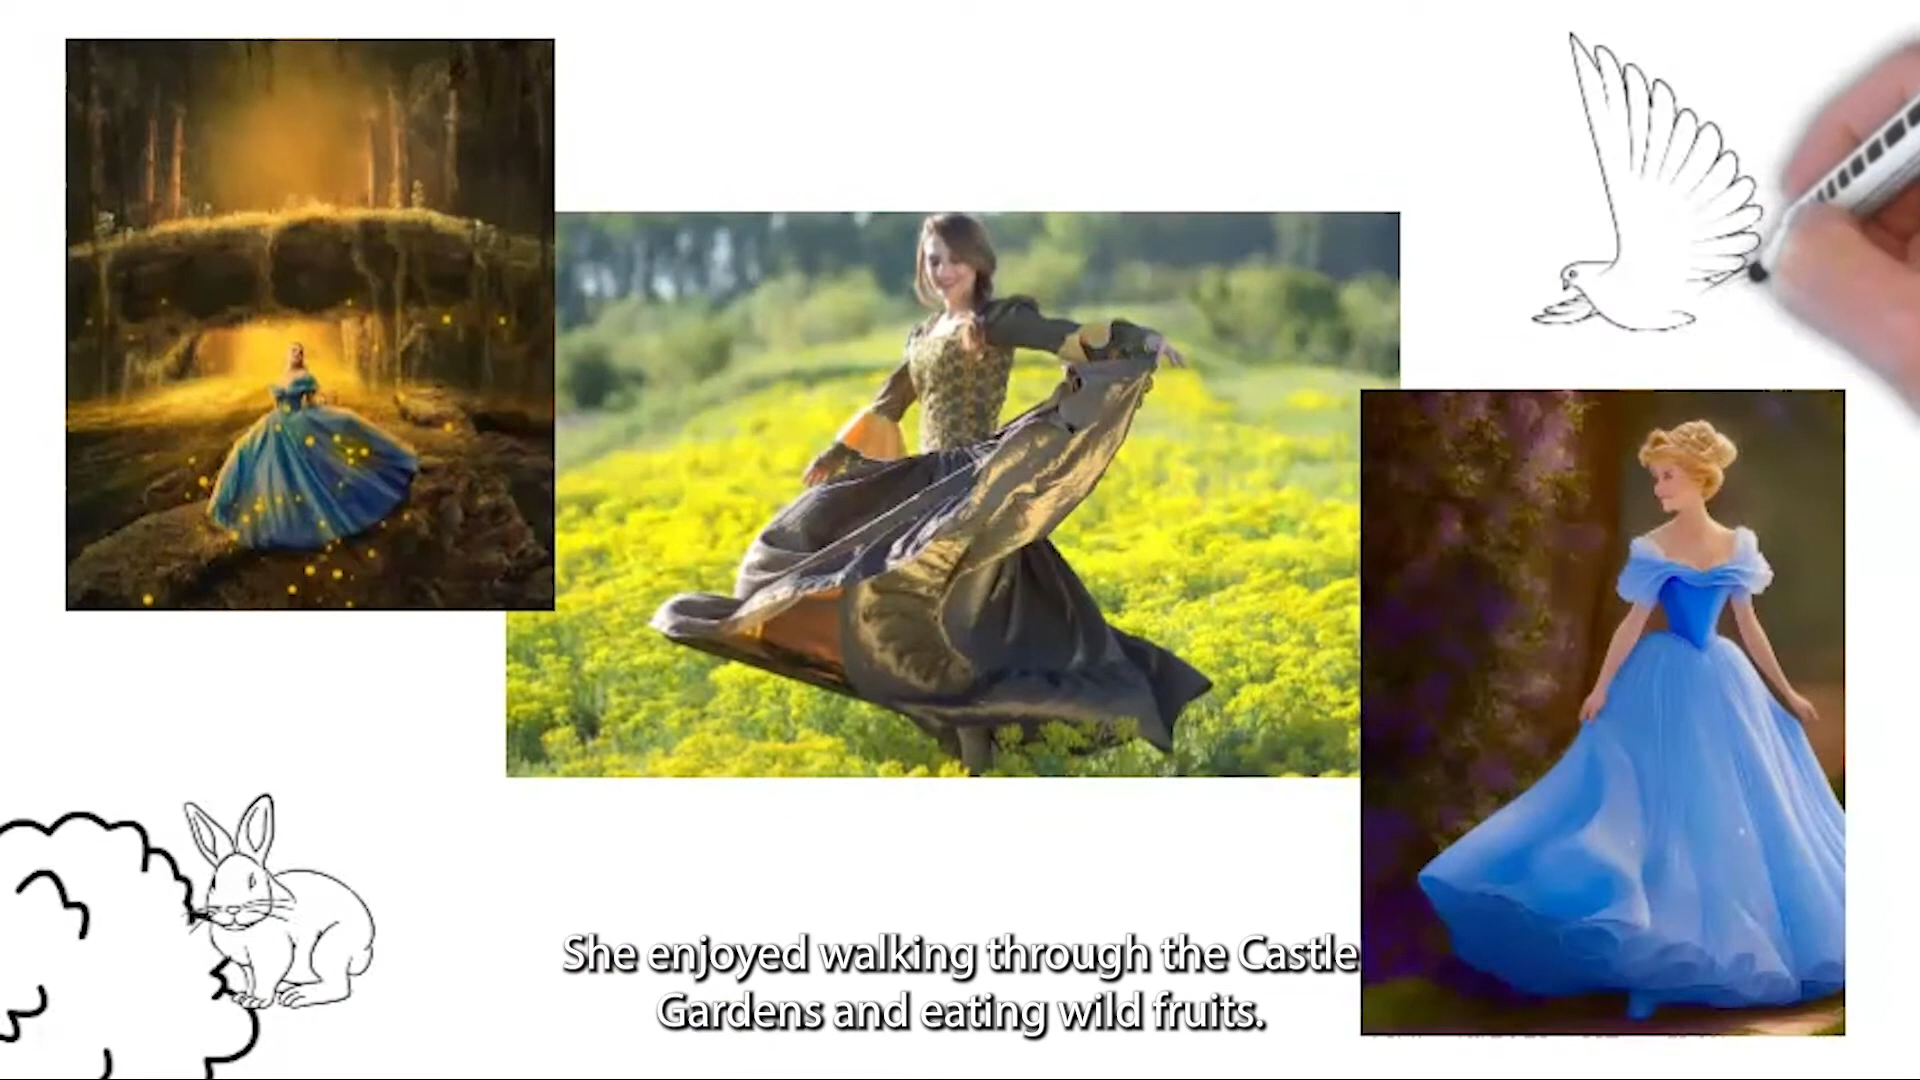 She enjoyed walking through the Castle
Gardens and eating wild fruits.